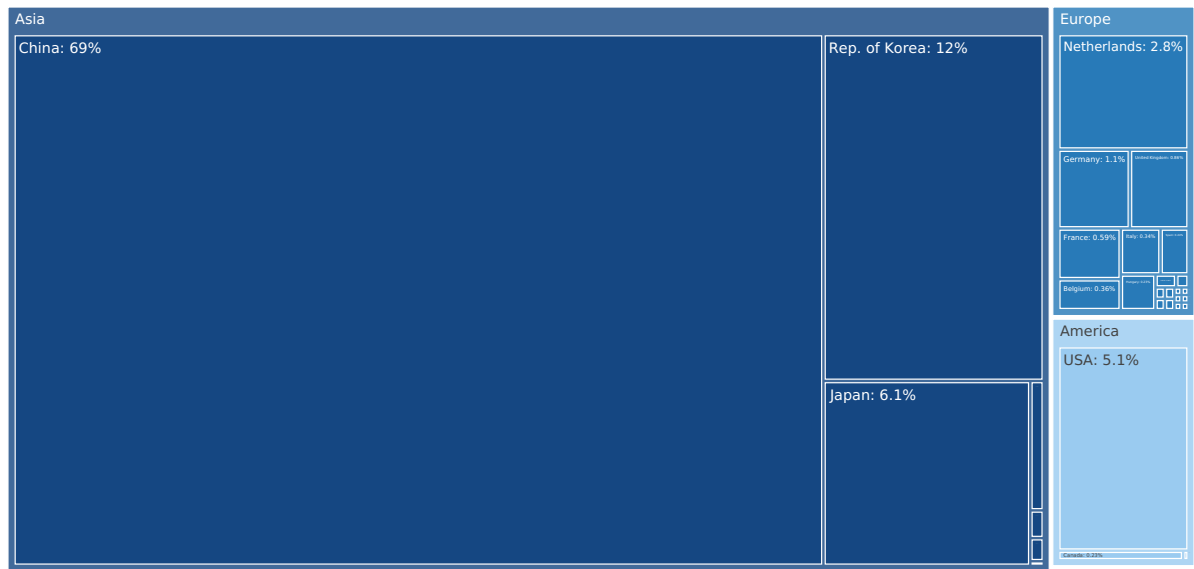 Asia
China: 69%
Rep. of Korea: 12%
Japan: 6.1%
Europe
Netherlands: 2.8%
Germany: 1.1%
United Kingdom: 0.86%
France: 0.59%
Italy: 0.34%
Belgium: 0.36%
America
USA: 5.1%
Canada: 0.23%